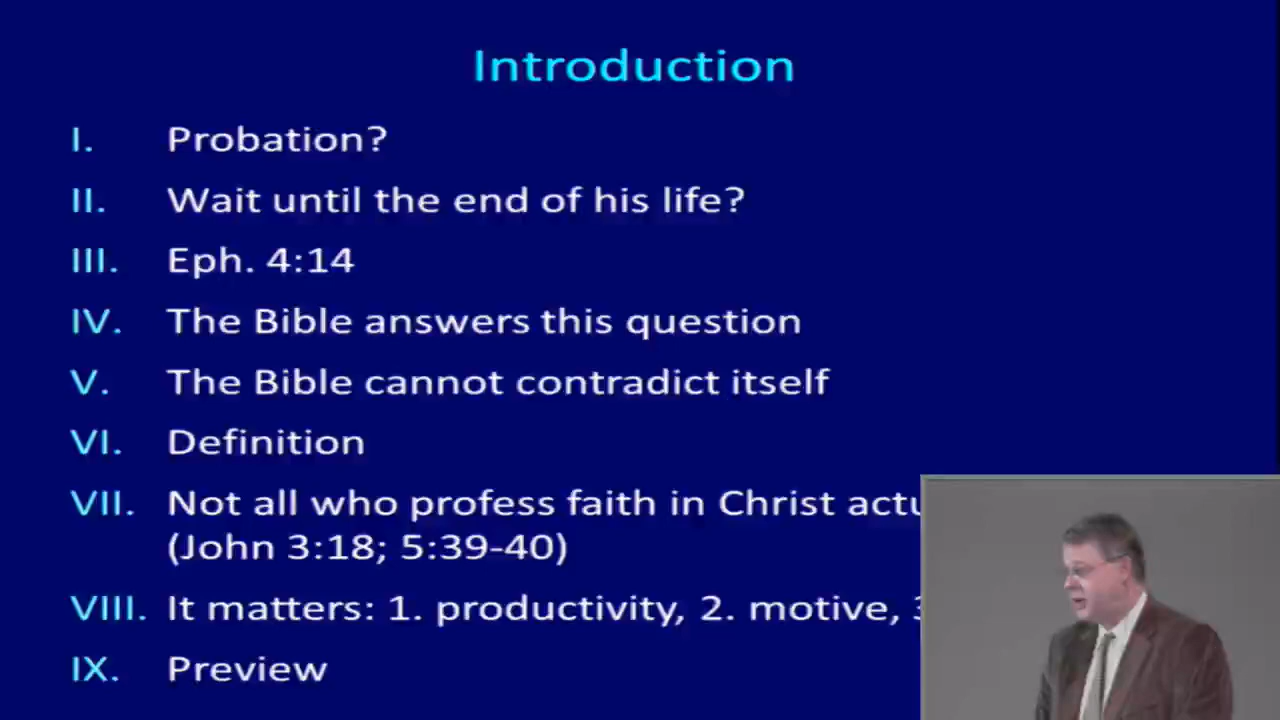 Introduction
I. Probation?
II. Wait until the end of his life?
III. Eph. 4:14
IV. The Bible answers this question
V. The Bible cannot contradict itself
VI. Definition
VII. Not all who profess faith in Christ
(John 3:18; 5:39-40)
VIII. It matters: 1. productivity, 2. motive,
IX. Preview